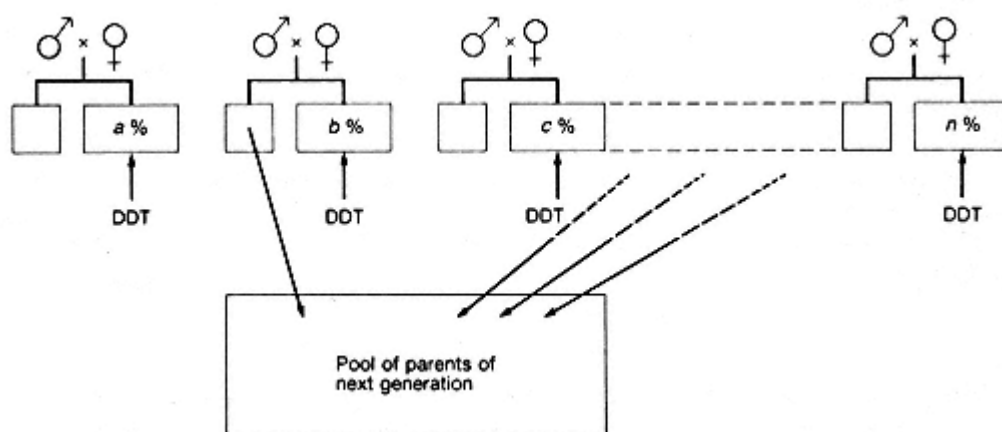 a %
b %
c %
n %
DDT
DDT
DDT
DDT
Pool of parents of
next generation